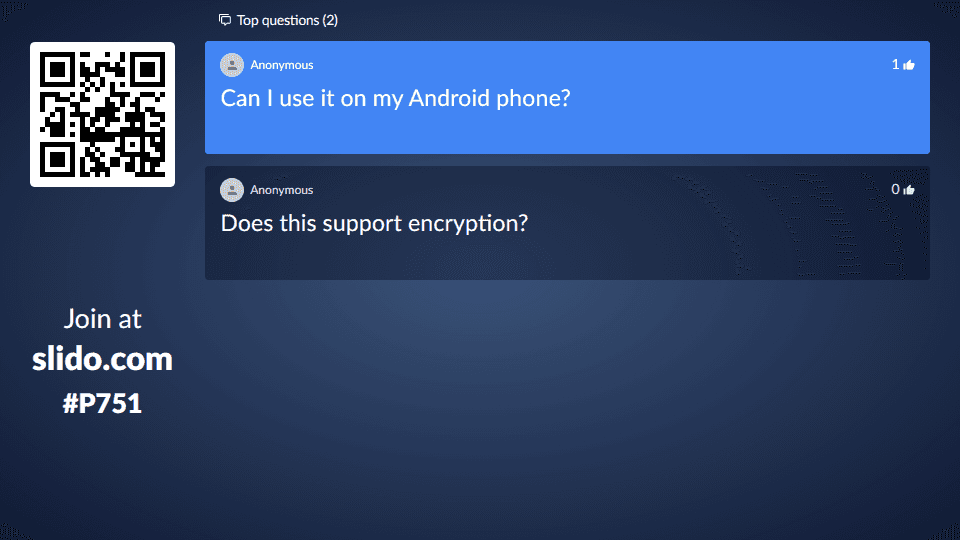 Top questions (2)
Anonymous
1
Can I use it on my Android phone?
Anonymous
0
Does this support encryption?
Join at
slido.com
#P751